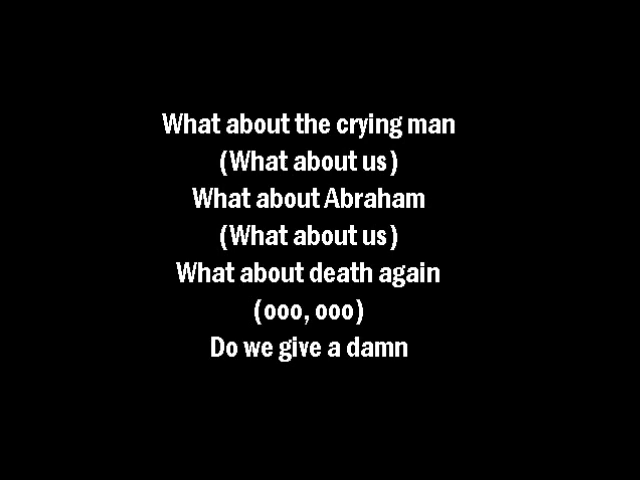 What about the crying man
(What about us)
What about Abraham
(What about us)
What about death again
(ooo, ooo)
Do we give a damn